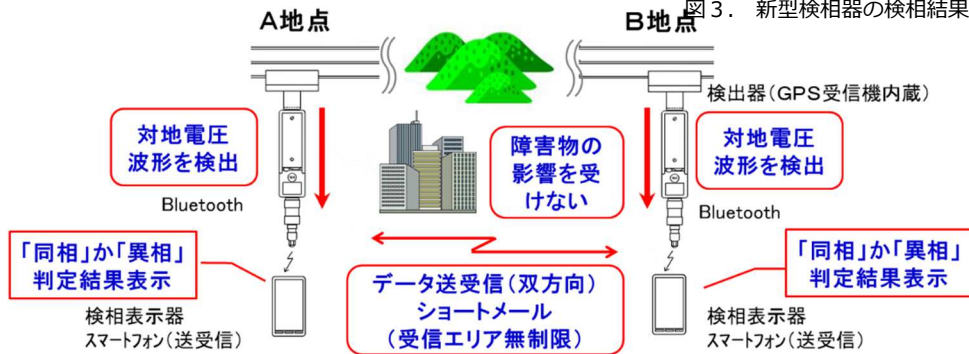 図3. 新型検相器の検相結果
A地点
B地点
検出器(GPS受信機内蔵)
対地電圧
波形を検出
障害物の
影響を受
けない
対地電圧
波形を検出
Bluetooth
Bluetooth
「同相」か「異相」
判定結果表示
データ送受信(双方向)
ショートメール
(受信エリア無制限)
「同相」か「異相」
判定結果表示
検相表示器
スマートフォン(送受信)
検相表示器
スマートフォン(送受信)